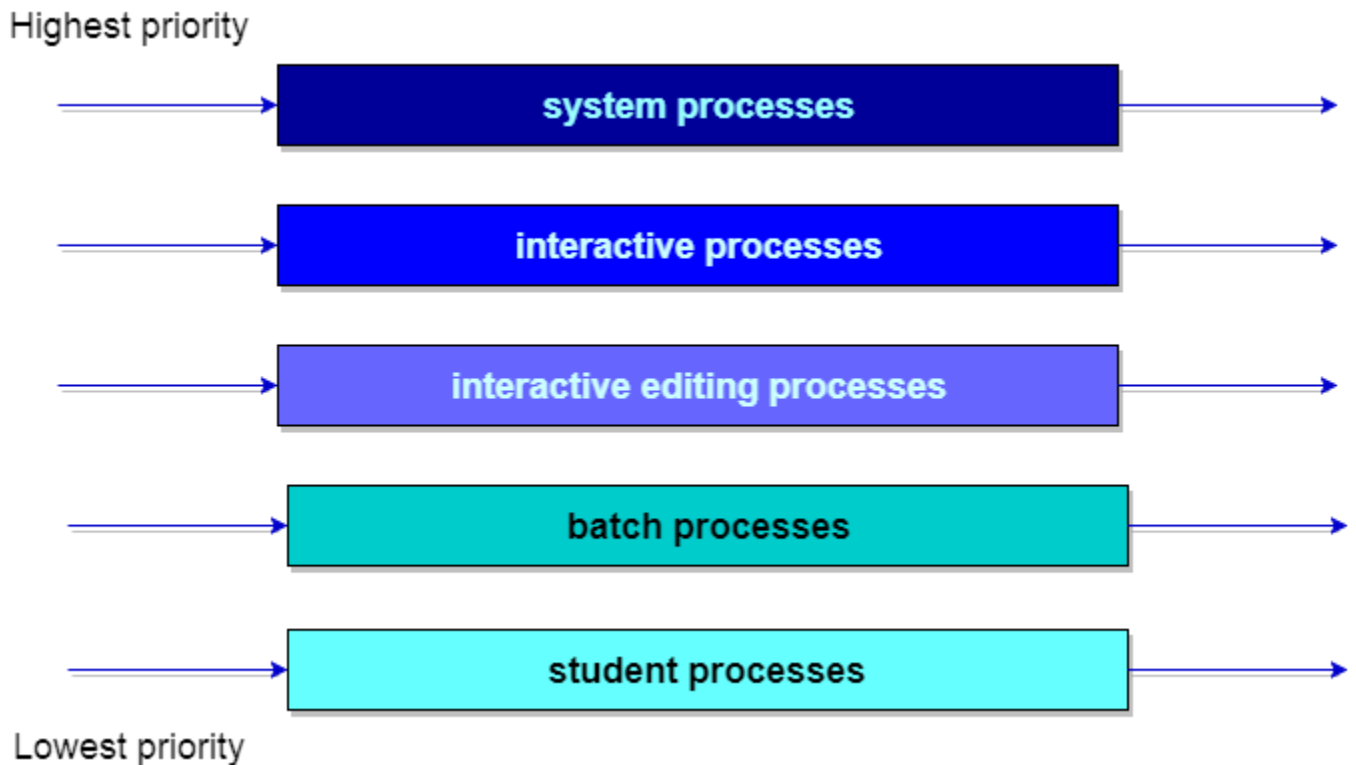 Highest priority
system processes
interactive processes
interactive editing processes
batch processes
student processes
Lowest priority